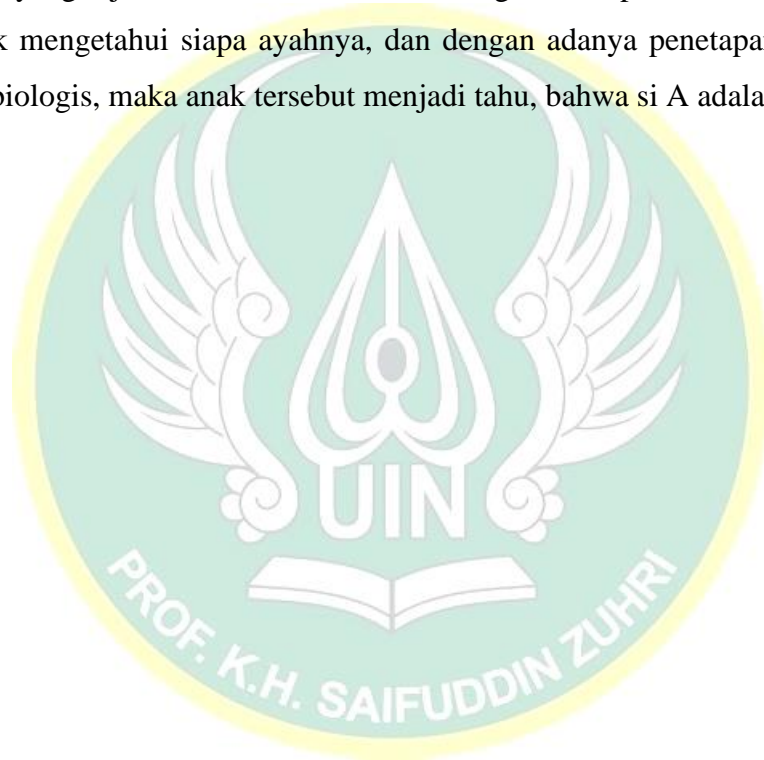 k mengetahui siapa ayahnya, dan dengan adanya penetapan
biologis, maka anak tersebut menjadi tahu, bahwa si A adala
UIN
PROF. K.H. SAIFUDDIN ZUHRI